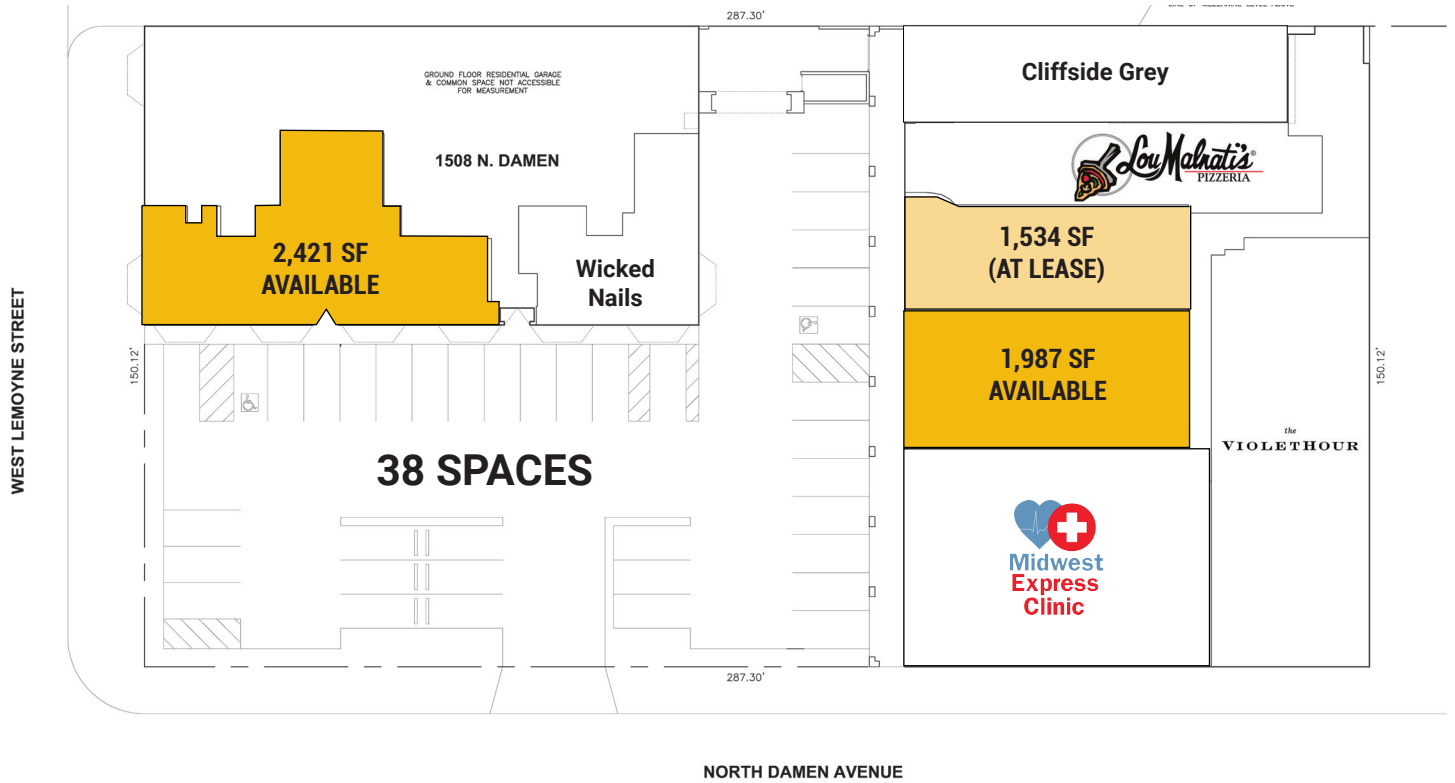 287.30'
GROUND FLOOR RESIDENTIAL GARAGE
& COMMON SPACE NOT ACCESSIBLE
FOR MEASUREMENT
Cliffside Grey
1508 N. DAMEN
Lou Malnati's®
PIZZERIA
2,421 SF
AVAILABLE
Wicked
Nails
1,534 SF
(AT LEASE)
WEST LEMOYNE STREET
150.12'
1,987 SF
AVAILABLE
150.12'
the
VIOLET HOUR
38 SPACES
Midwest
Express
Clinic
287.30'
NORTH DAMEN AVENUE